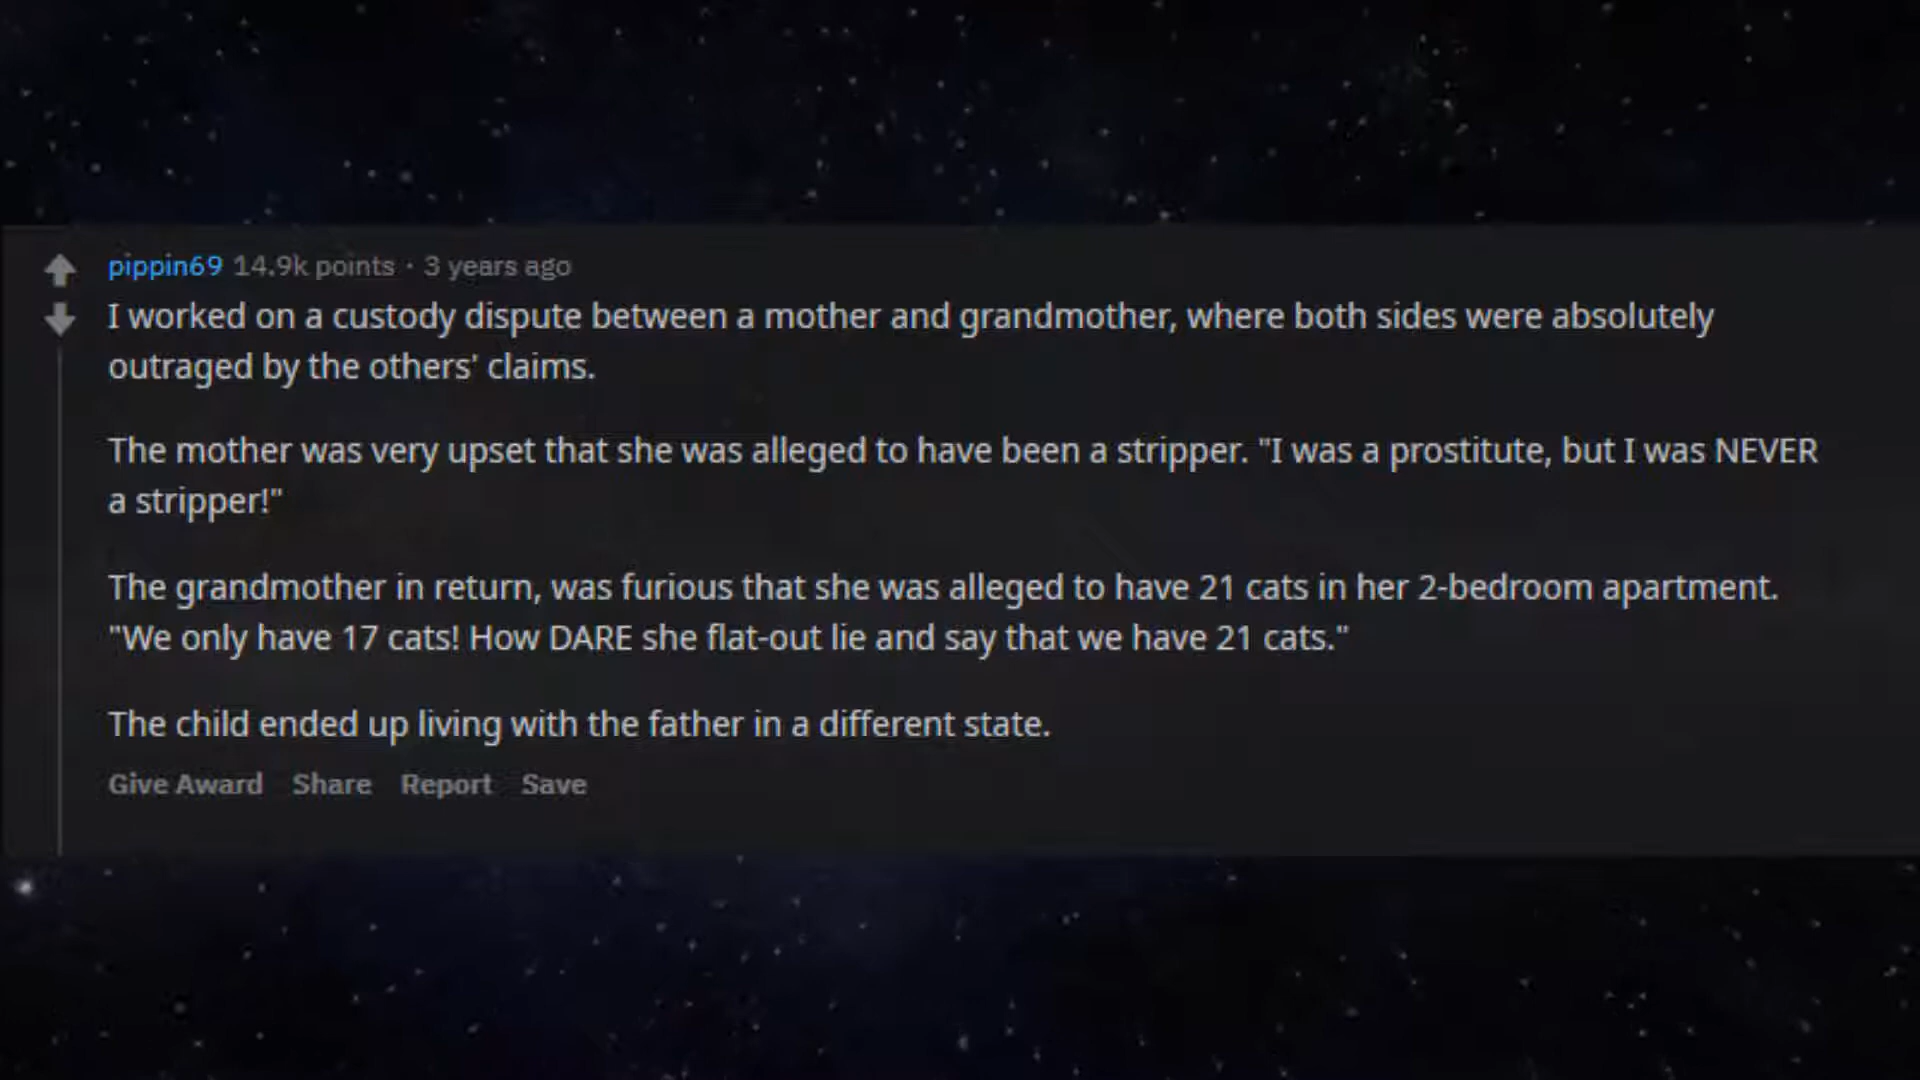 pippin69 14.9k points · 3 years ago
I worked on a custody dispute between a mother and grandmother, where both sides were absolutely
outraged by the others' claims.
The mother was very upset that she was alleged to have been a stripper. "I was a prostitute, but I was NEVER
a stripper!"
The grandmother in return, was furious that she was alleged to have 21 cats in her 2-bedroom apartment.
"We only have 17 cats! How DARE she flat-out lie and say that we have 21 cats."
The child ended up living with the father in a different state.
Give Award Share Report Save